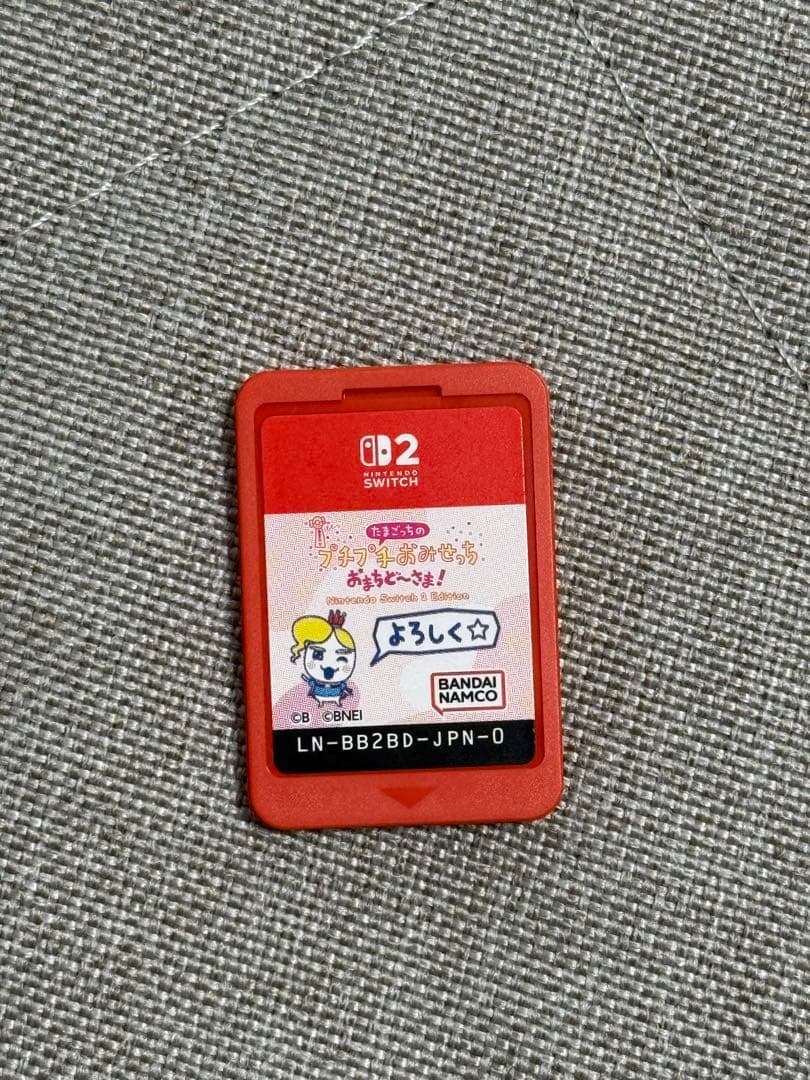 2
NINTENDO
SWITCH
たまごっちの
プチプチおみせっち
おまちど〜さま!
Nintendo Switch 2 Edition
よろしく☆
BANDAI
NAMCO
©B ©BNEI
LN-BB2BD-JPN-0